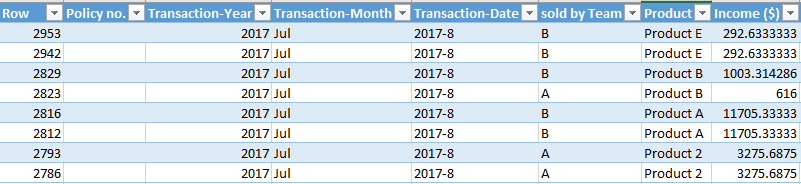 Row Policy no. Transaction-Year Transaction-Month Transaction-Date sold by Team Product Income ($)
2953 2017 Jul 2017-8 B Product E 292.6333333
2942 2017 Jul 2017-8 B Product E 292.6333333
2829 2017 Jul 2017-8 B Product B 1003.314286
2823 2017 Jul 2017-8 A Product B 616
2816 2017 Jul 2017-8 B Product A 11705.33333
2812 2017 Jul 2017-8 B Product A 11705.33333
2793 2017 Jul 2017-8 A Product 2 3275.6875
2786 2017 Jul 2017-8 A Product 2 3275.6875